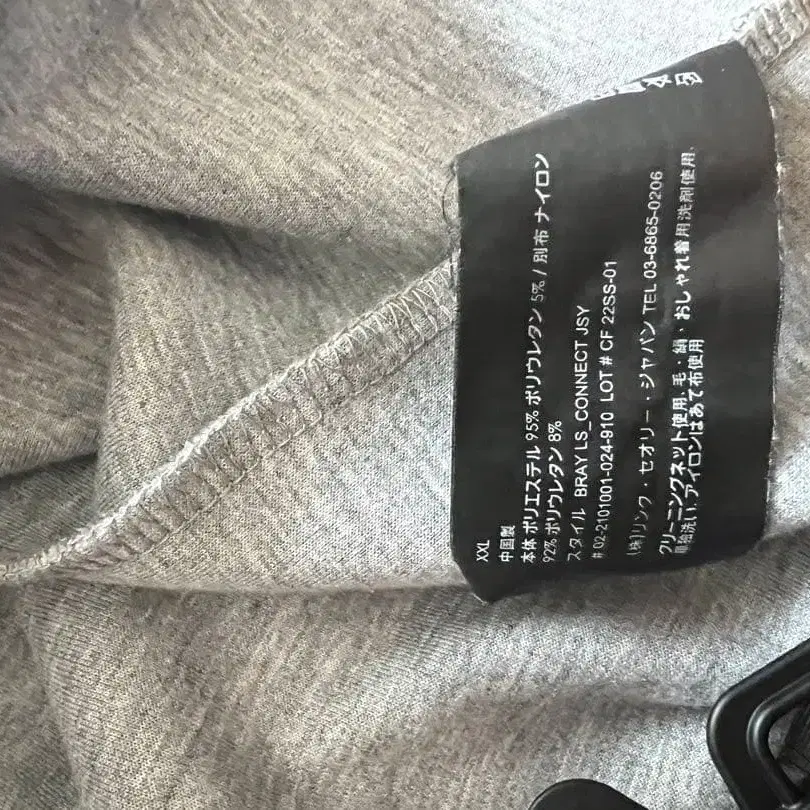 XXL
中国製
本体 ポリエステル 95% ポリウレタン 5% / 別布 ナイロン
92% ポリウレタン 8%
スタイル BRAY LS_CONNECT JSY
# 02-2101001-024-910 LOT # CF 22SS-01
(株)リンク・セオリー・ジャパン TEL 03-6865-0206
クリーニングネット使用, 毛・絹・おしゃれ着用洗剤使用,
単独洗い, アイロンはあて布使用